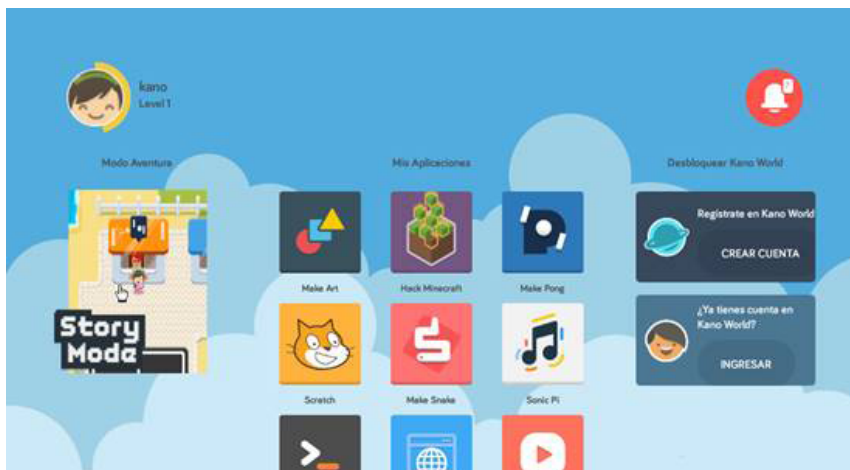 kano
Level 1
Modo Aventura
Mis Aplicaciones
Desbloquear Kano World
Story
Mode
Make Art
Hack Minecraft
Make Pong
Regístrate en Kano World
CREAR CUENTA
Scratch
Make Snake
Sonic Pi
¿Ya tienes cuenta en
Kano World?
INGRESAR